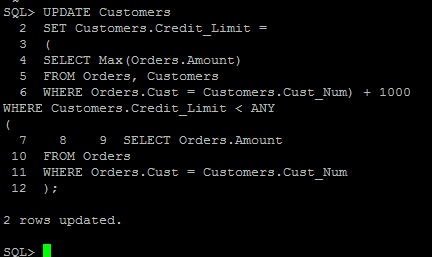 SQL> UPDATE Customers
2 SET Customers.Credit_Limit =
3 (
4 SELECT Max(Orders.Amount)
5 FROM Orders, Customers
6 WHERE Orders.Cust = Customers.Cust_Num) + 1000
WHERE Customers.Credit_Limit < ANY
(
7 8 9 SELECT Orders.Amount
10 FROM Orders
11 WHERE Orders.Cust = Customers.Cust_Num
12 );
2 rows updated.
SQL>